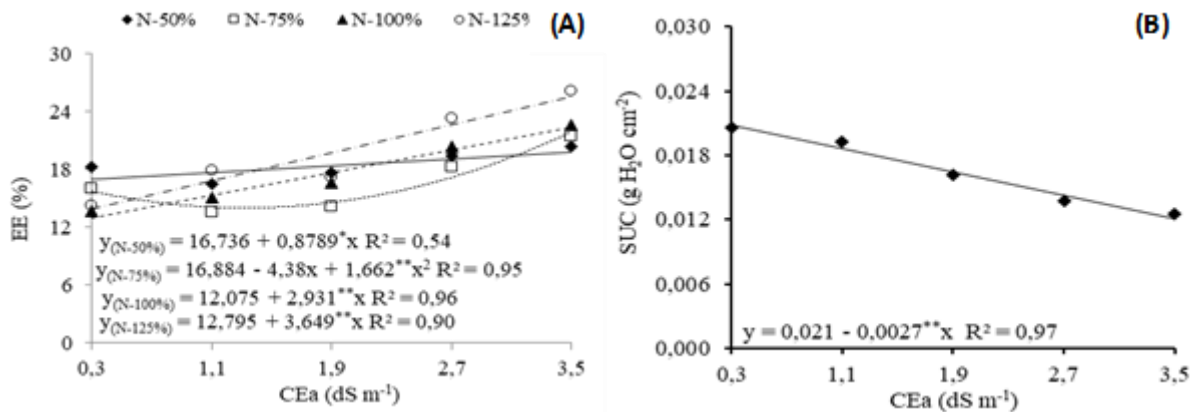 N-50% N-75% N-100% N-125%
(A)
30
24
18
12
6
0
EE (%)
y(N-50%) = 16,736 + 0,8789*x R² = 0,54
y(N-75%) = 16,884 - 4,38x + 1,662**x² R² = 0,95
y(N-100%) = 12,075 + 2,931**x R² = 0,96
y(N-125%) = 12,795 + 3,649**x R² = 0,90
0,3 1,1 1,9 2,7 3,5
CEa (dS m⁻¹)
(B)
0,030
0,024
0,018
0,012
0,006
0,000
SUC (g H₂O cm⁻²)
y = 0,021 - 0,0027**x R² = 0,97
0,3 1,1 1,9 2,7 3,5
CEa (dS m⁻¹)